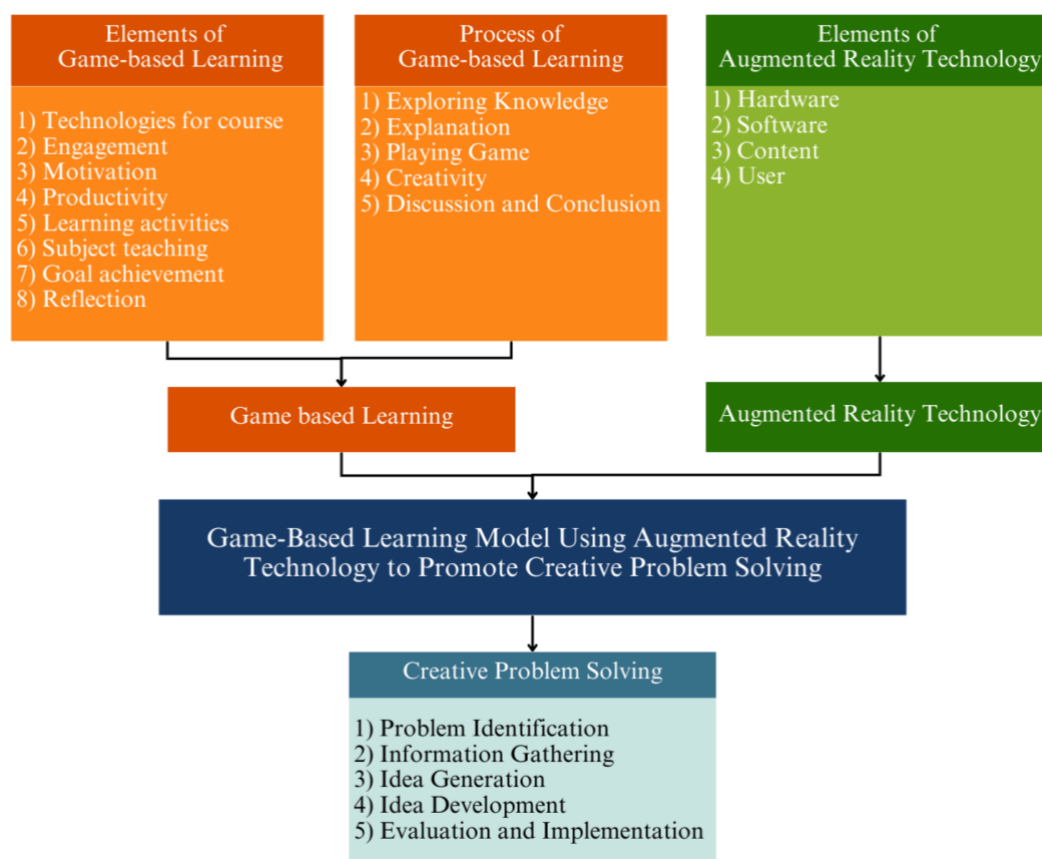 Elements of
Game-based Learning
1) Technologies for course
2) Engagement
3) Motivation
4) Productivity
5) Learning activities
6) Subject teaching
7) Goal achievement
8) Reflection
Process of
Game-based Learning
1) Exploring Knowledge
2) Explanation
3) Playing Game
4) Creativity
5) Discussion and Conclusion
Elements of
Augmented Reality Technology
1) Hardware
2) Software
3) Content
4) User
Game based Learning
Augmented Reality Technology
Game-Based Learning Model Using Augmented Reality
Technology to Promote Creative Problem Solving
Creative Problem Solving
1) Problem Identification
2) Information Gathering
3) Idea Generation
4) Idea Development
5) Evaluation and Implementation